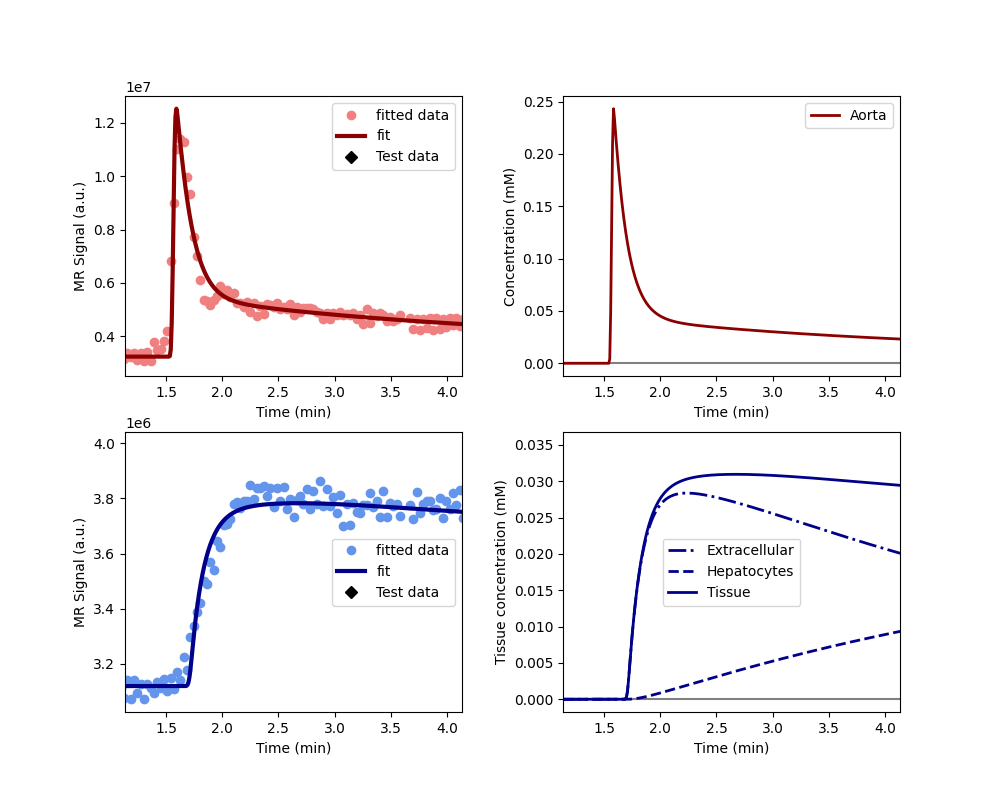 1e7
MR Signal (a.u.)
1.2
1.0
0.8
0.6
0.4
fitted data
fit
Test data
1.5 2.0 2.5 3.0 3.5 4.0
Time (min)
Concentration (mM)
0.25
0.20
0.15
0.10
0.05
0.00
Aorta
1.5 2.0 2.5 3.0 3.5 4.0
Time (min)
1e6
MR Signal (a.u.)
4.0
3.8
3.6
3.4
3.2
fitted data
fit
Test data
1.5 2.0 2.5 3.0 3.5 4.0
Time (min)
Tissue concentration (mM)
0.035
0.030
0.025
0.020
0.015
0.010
0.005
0.000
Extracellular
Hepatocytes
Tissue
1.5 2.0 2.5 3.0 3.5 4.0
Time (min)